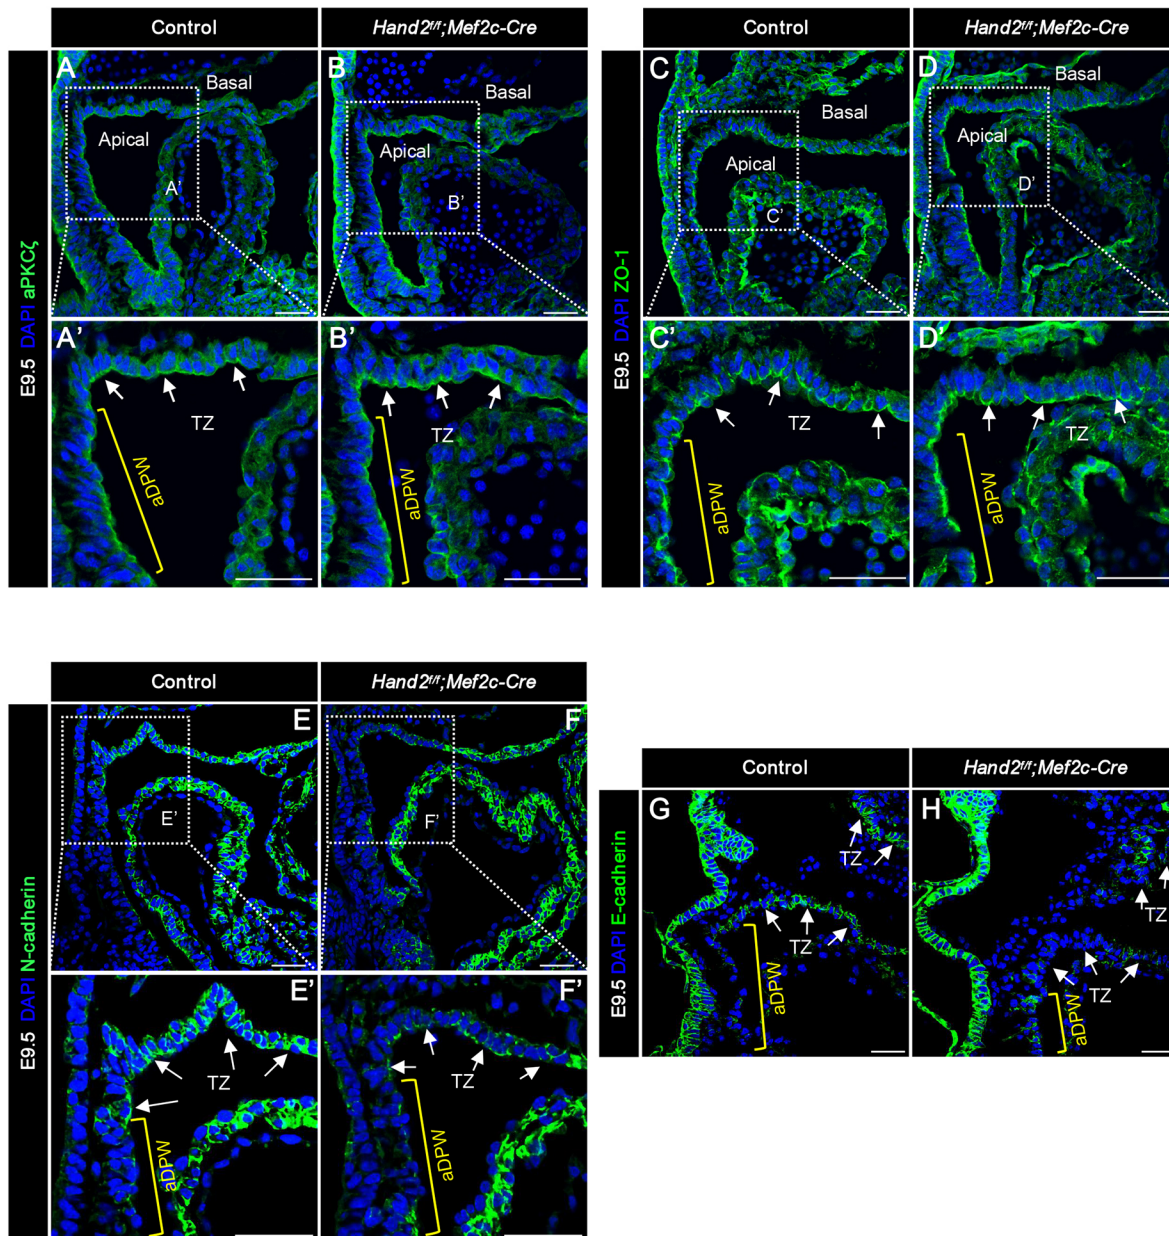 Control
Hand2f/f;Mef2c-Cre
Control
Hand2f/f;Mef2c-Cre
E9.5 DAPI aPKCζ
A
Basal
Apical
A'
B
Basal
Apical
B'
A'
TZ
aDPW
B'
TZ
aDPW
E9.5 DAPI ZO-1
C
Basal
Apical
C'
D
Basal
Apical
D'
C'
TZ
aDPW
D'
TZ
aDPW
Control
Hand2f/f;Mef2c-Cre
E9.5 DAPI N-cadherin
E
E'
F
F'
E'
TZ
aDPW
F'
TZ
aDPW
Control
Hand2f/f;Mef2c-Cre
E9.5 DAPI E-cadherin
G
TZ
TZ
aDPW
H
TZ
TZ
aDPW